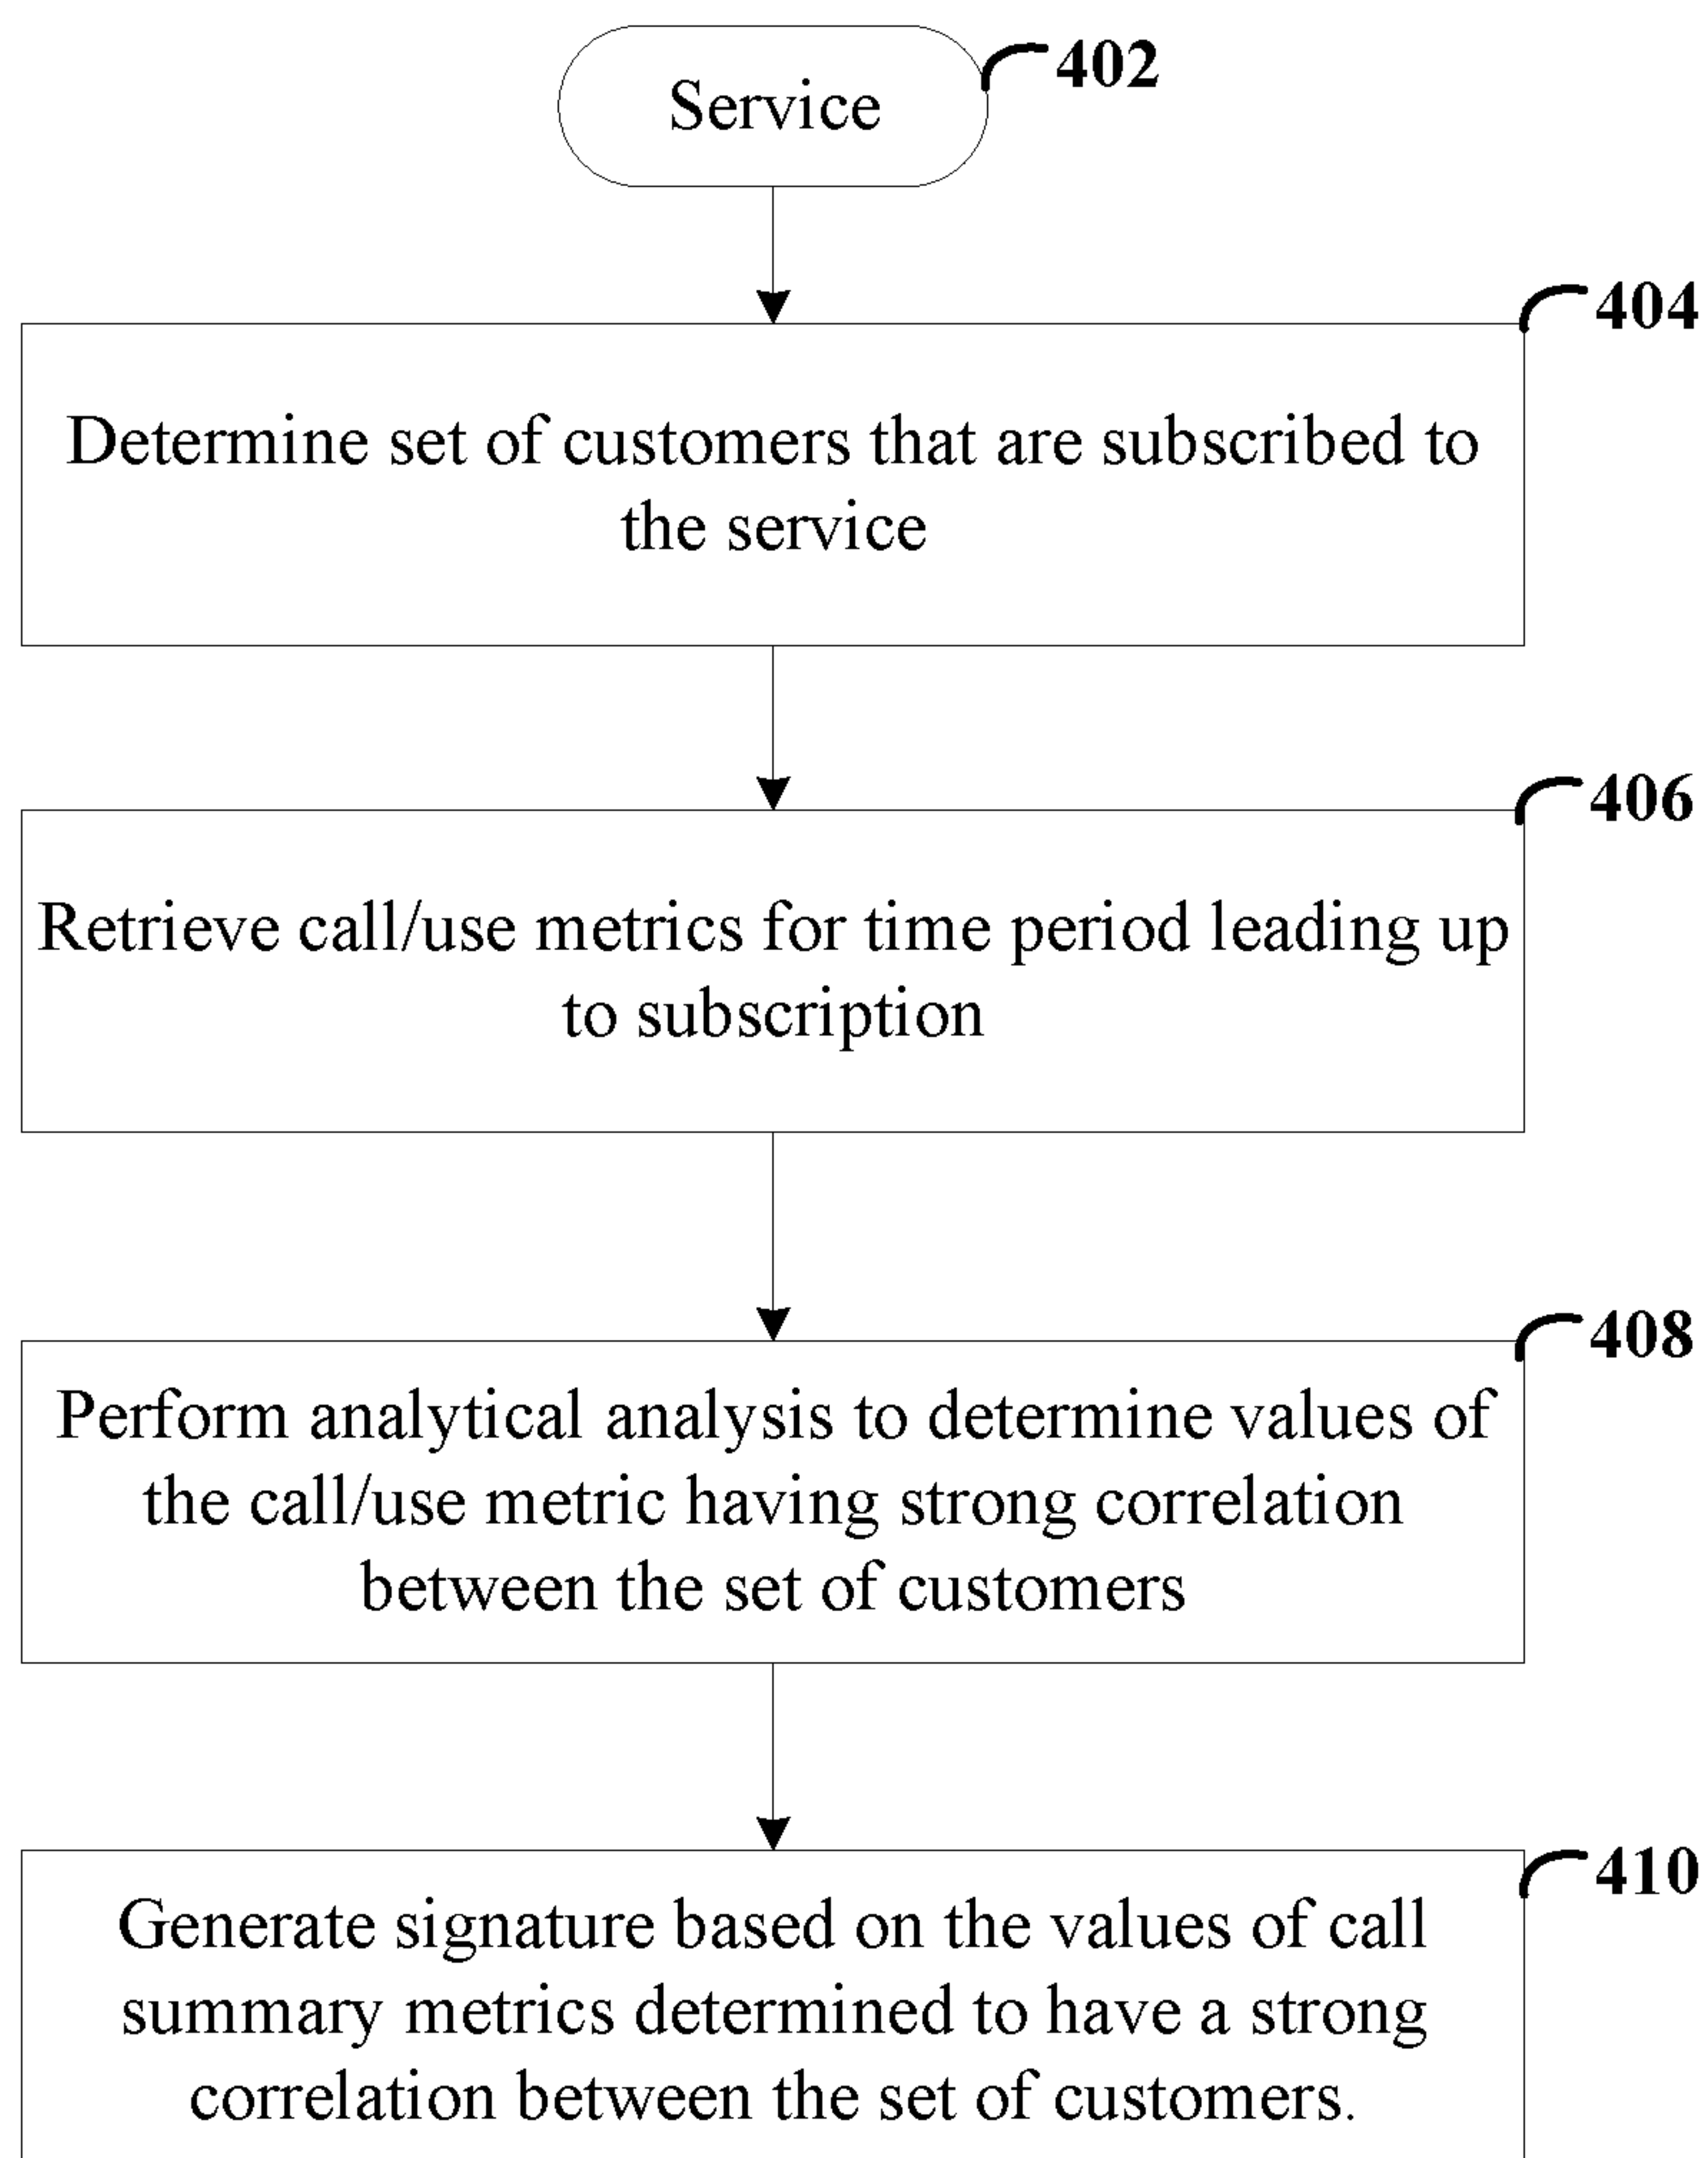 Service
402
404
Determine set of customers that are subscribed to
the service
406
Retrieve call/use metrics for time period leading up
to subscription
408
Perform analytical analysis to determine values of
the call/use metric having strong correlation
between the set of customers
410
Generate signature based on the values of call
summary metrics determined to have a strong
correlation between the set of customers.